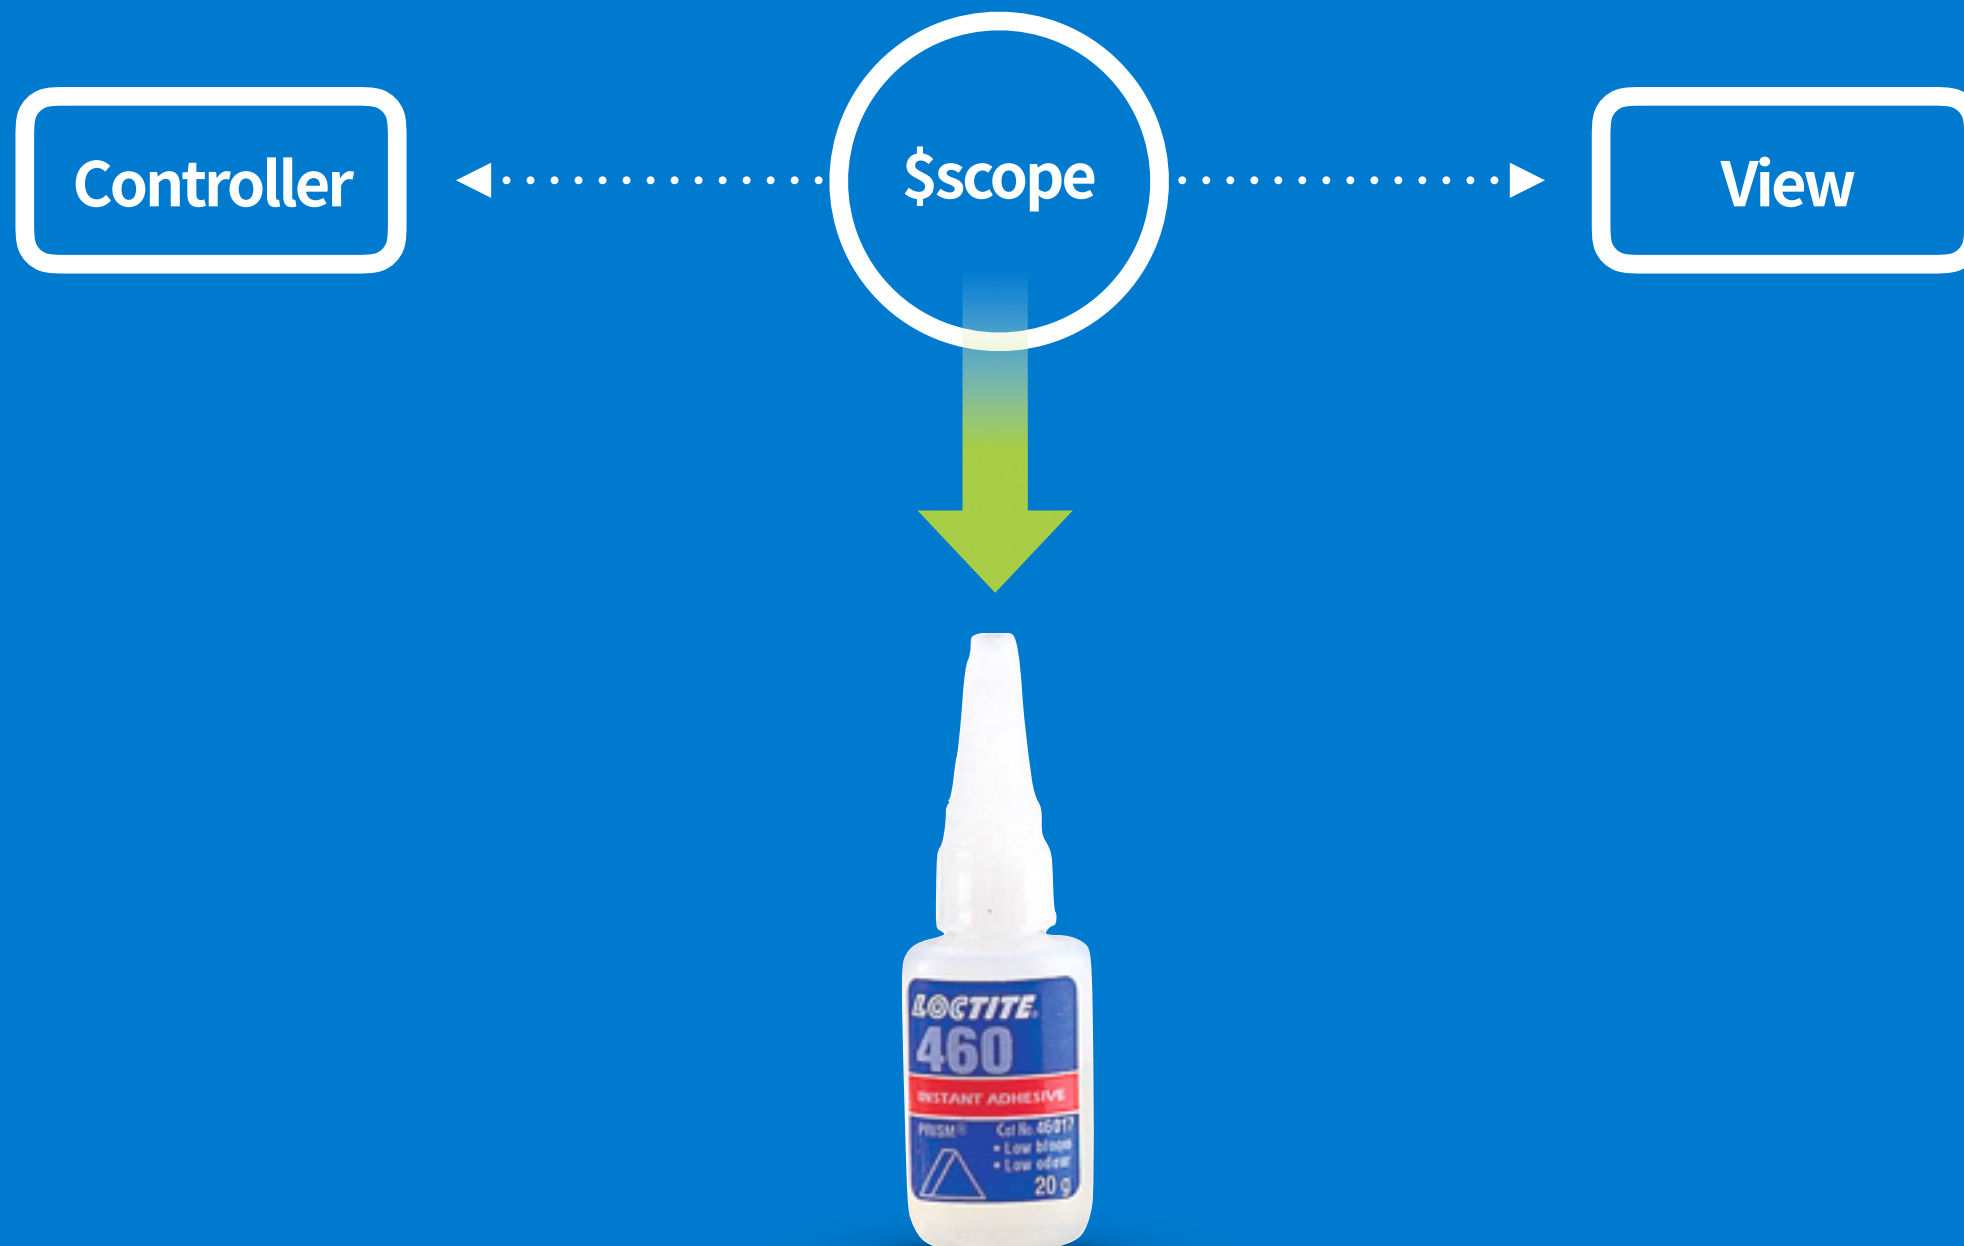 Controller
$scope
View
LOCTITE
460
INSTANT ADHESIVE
PRISM®
Cat No. 46017
• Low bloom
• Low odour
20 g